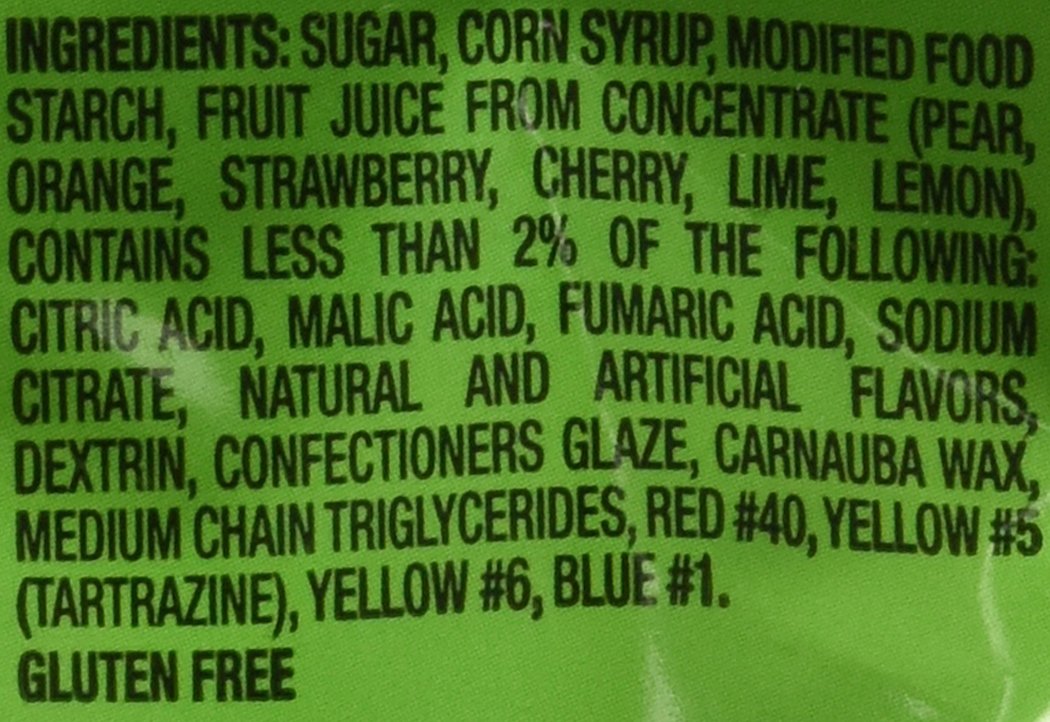 INGREDIENTS: SUGAR, CORN SYRUP, MODIFIED FOOD
STARCH, FRUIT JUICE FROM CONCENTRATE (PEAR,
ORANGE, STRAWBERRY, CHERRY, LIME, LEMON),
CONTAINS LESS THAN 2% OF THE FOLLOWING:
CITRIC ACID, MALIC ACID, FUMARIC ACID, SODIUM
CITRATE, NATURAL AND ARTIFICIAL FLAVORS,
DEXTRIN, CONFECTIONERS GLAZE, CARNAUBA WAX,
MEDIUM CHAIN TRIGLYCERIDES, RED #40, YELLOW #5
(TARTRAZINE), YELLOW #6, BLUE #1.
GLUTEN FREE